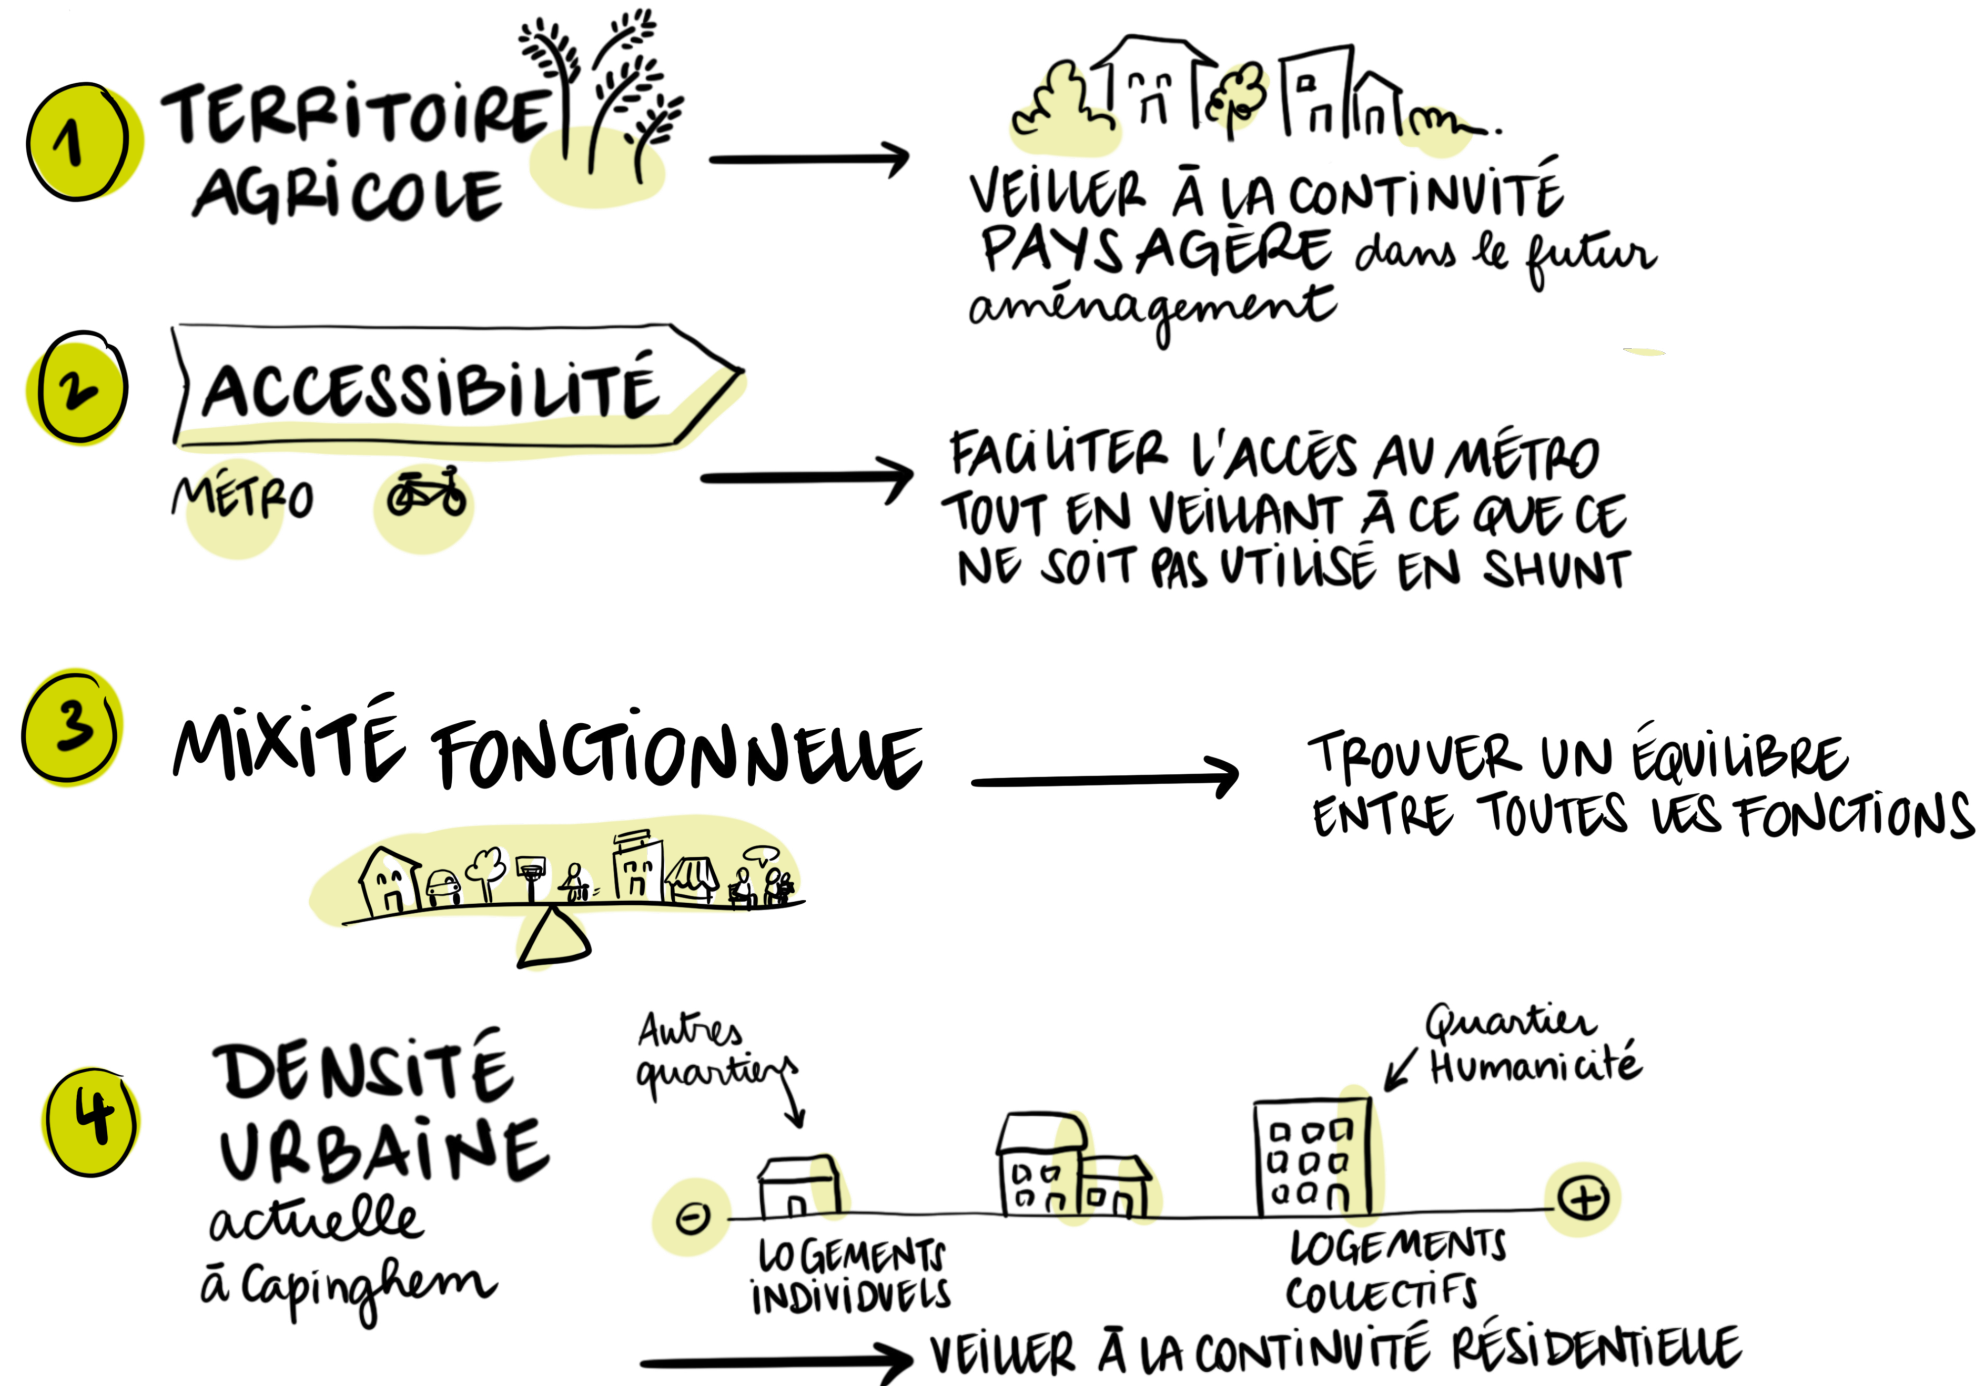 1
TERRITOIRE
AGRICOLE
VEILLER À LA CONTINUITÉ
PAYSAGÈRE dans le futur
aménagement
2
ACCESSIBILITÉ
MÉTRO
FACILITER L'ACCÈS AU MÉTRO
TOUT EN VEILLANT À CE QUE CE
NE SOIT PAS UTILISÉ EN SHUNT
3
MIXITÉ FONCTIONNELLE
TROUVER UN ÉQUILIBRE
ENTRE TOUTES LES FONCTIONS
4
DENSITÉ
URBAINE
actuelle
à Capinghem
Autres
quartiers
Quartier
Humanicité
-
+
LOGEMENTS
INDIVIDUELS
LOGEMENTS
COLLECTIFS
VEILLER À LA CONTINUITÉ RÉSIDENTIELLE